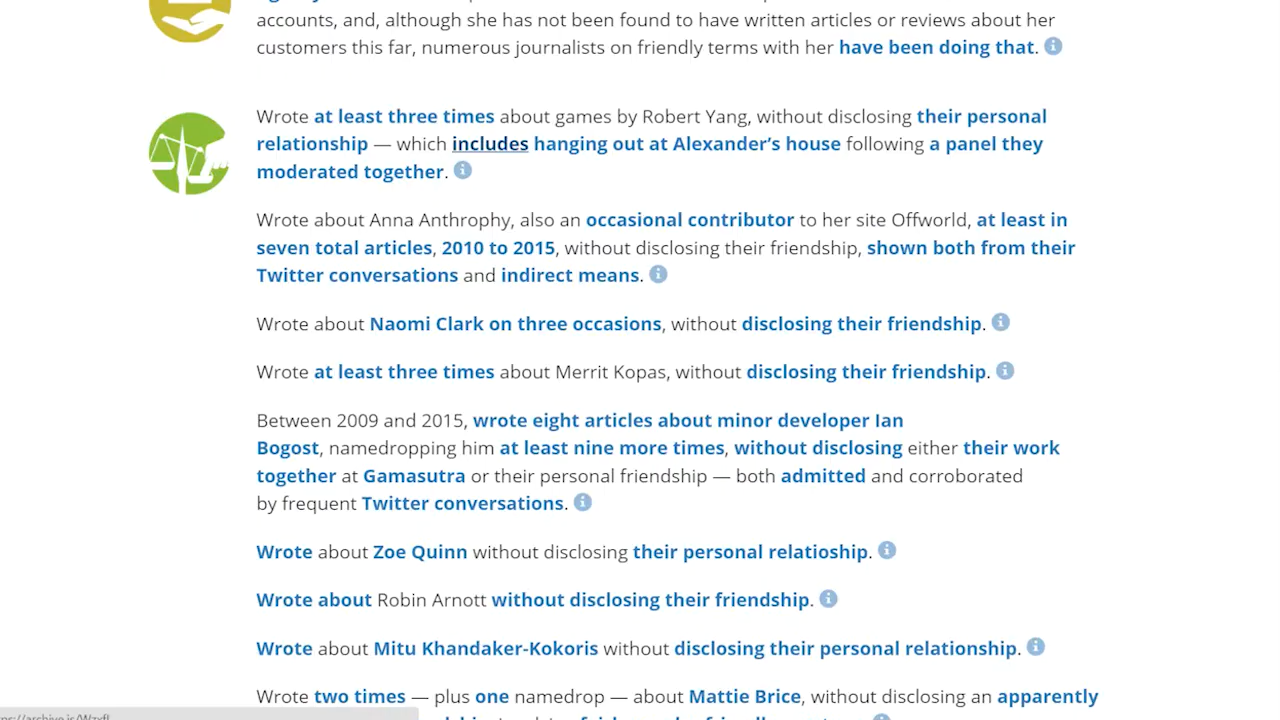 accounts, and, although she has not been found to have written articles or reviews about her
customers this far, numerous journalists on friendly terms with her have been doing that.
Wrote at least three times about games by Robert Yang, without disclosing their personal
relationship — which includes hanging out at Alexander’s house following a panel they
moderated together.
Wrote about Anna Anthrophy, also an occasional contributor to her site Offworld, at least in
seven total articles, 2010 to 2015, without disclosing their friendship, shown both from their
Twitter conversations and indirect means.
Wrote about Naomi Clark on three occasions, without disclosing their friendship.
Wrote at least three times about Merrit Kopas, without disclosing their friendship.
Between 2009 and 2015, wrote eight articles about minor developer Ian
Bogost, namedropping him at least nine more times, without disclosing either their work
together at Gamasutra or their personal friendship — both admitted and corroborated
by frequent Twitter conversations.
Wrote about Zoe Quinn without disclosing their personal relatioship.
Wrote about Robin Arnott without disclosing their friendship.
Wrote about Mitu Khandaker-Kokoris without disclosing their personal relationship.
Wrote two times — plus one namedrop — about Mattie Brice, without disclosing an apparently